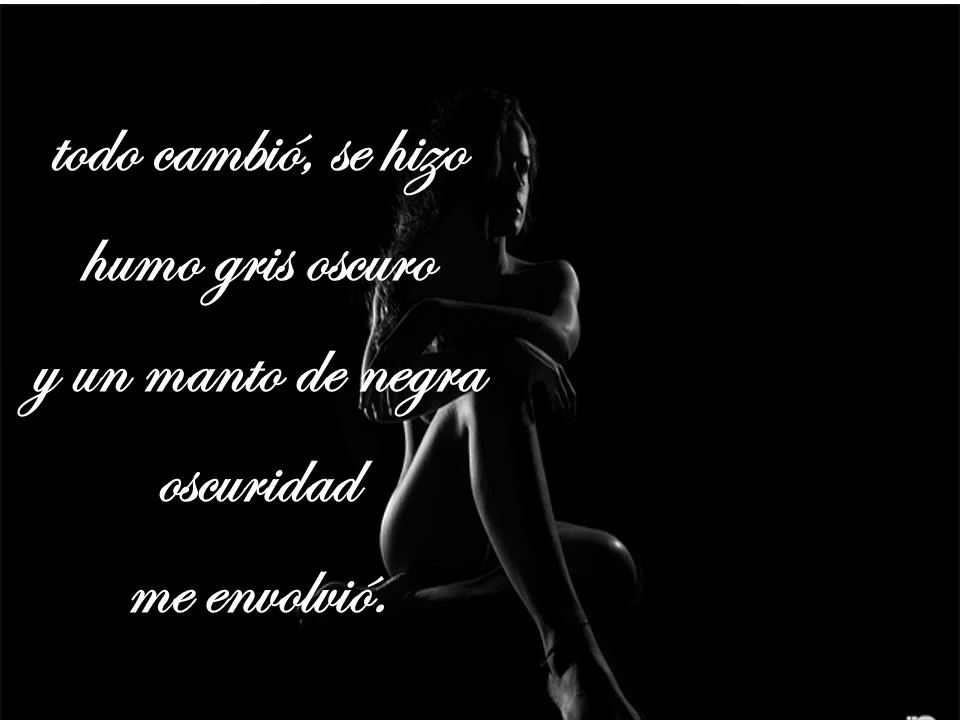 todo cambió, se hizo
humo gris oscuro
y un manto de negra
oscuridad
me envolvió.